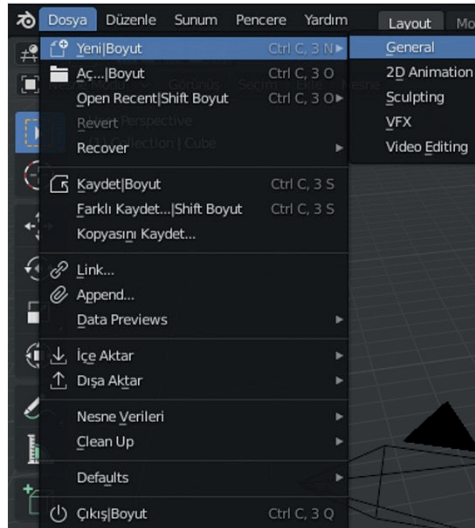 Dosya Düzenle Sunum Pencere Yardım Layout
Yeni|Boyut Ctrl C, 3 N General
Aç...|Boyut Ctrl C, 3 O 2D Animation
Open Recent|Shift Boyut Ctrl C, 3 O Sculpting
Revert VFX
Recover Video Editing
Kaydet|Boyut Ctrl C, 3 S
Farklı Kaydet...|Shift Boyut Ctrl C, 3 S
Kopyasını Kaydet...
Link...
Append...
Data Previews
İçe Aktar
Dışa Aktar
Nesne Verileri
Clean Up
Defaults
Çıkış|Boyut Ctrl C, 3 Q